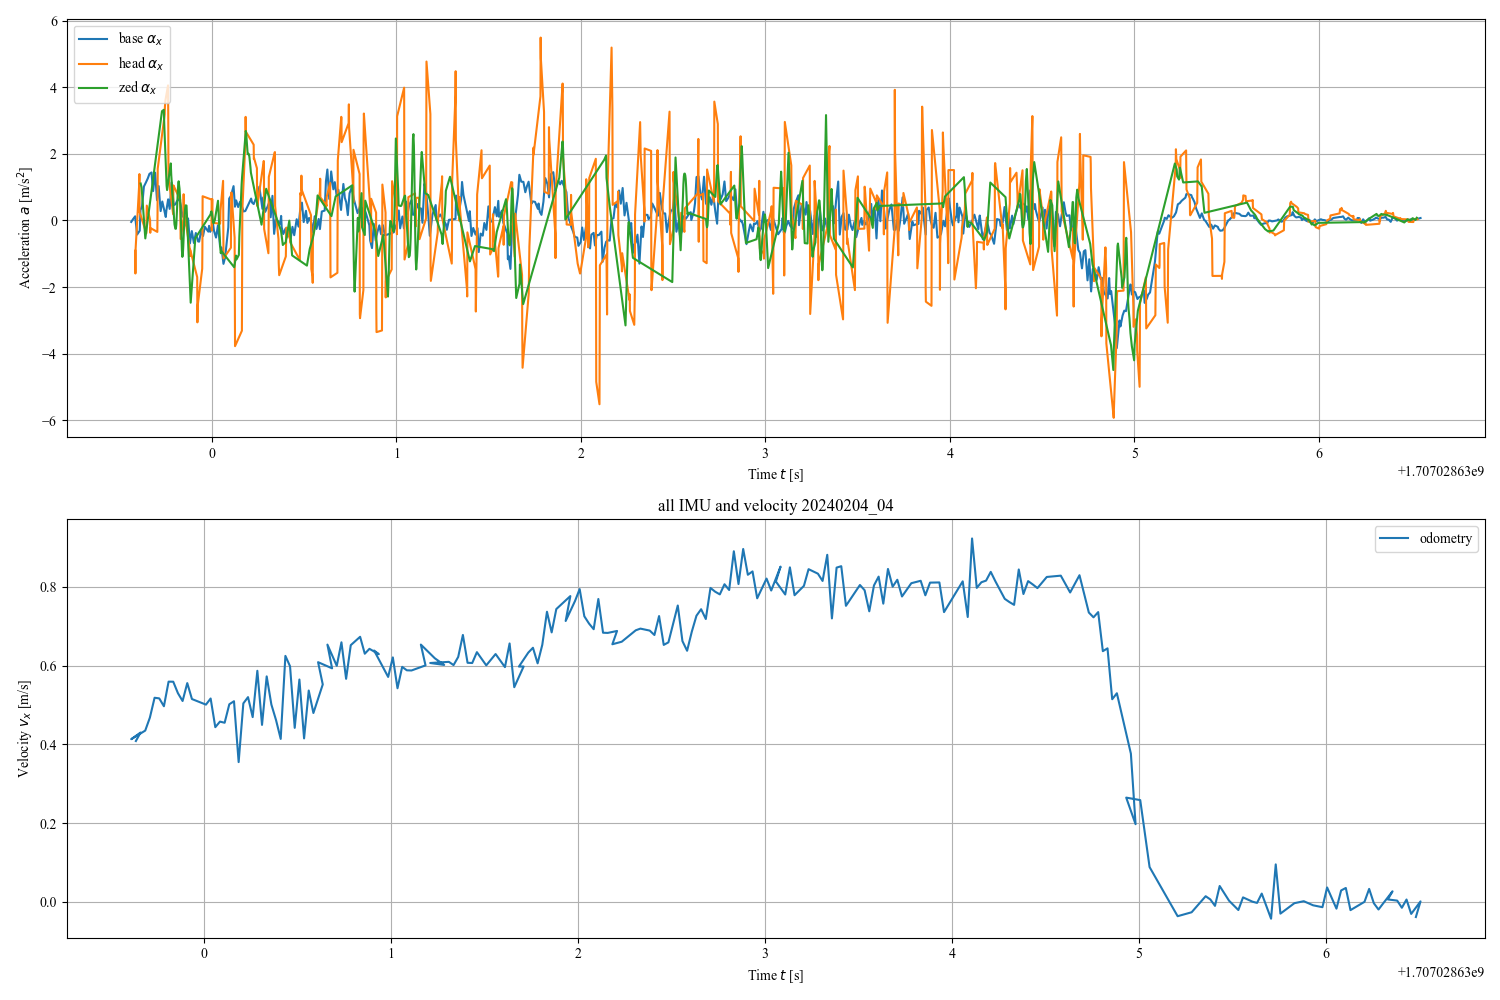 6
4
2
0
−2
−4
−6
Acceleration a [m/s²]
base αₓ
head αₓ
zed αₓ
0 1 2 3 4 5 6
Time t [s]
+1.70702863e9
all IMU and velocity 20240204_04
0.8
0.6
0.4
0.2
0.0
Velocity vₓ [m/s]
odometry
0 1 2 3 4 5 6
Time t [s]
+1.70702863e9